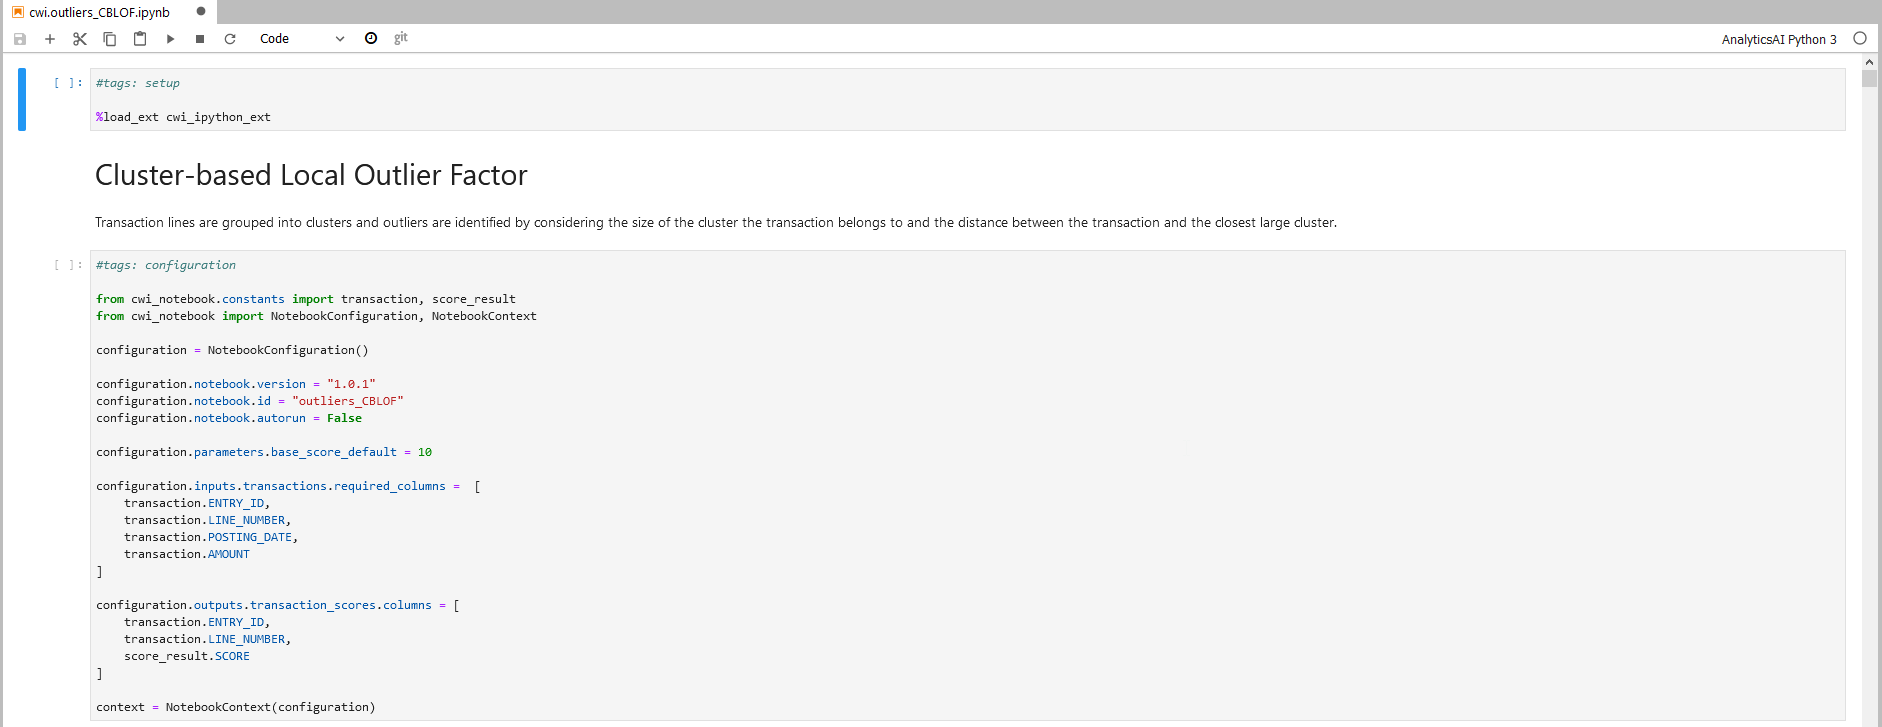 cwi.outliers_CBLOF.ipynb
Code
git
AnalyticsAI Python 3
[ ]:
#tags: setup
%load_ext cwi_ipython_ext
Cluster-based Local Outlier Factor
Transaction lines are grouped into clusters and outliers are identified by considering the size of the cluster the transaction belongs to and the distance between the transaction and the closest large cluster.
[ ]:
#tags: configuration
from cwi_notebook.constants import transaction, score_result
from cwi_notebook import NotebookConfiguration, NotebookContext
configuration = NotebookConfiguration()
configuration.notebook.version = "1.0.1"
configuration.notebook.id = "outliers_CBLOF"
configuration.notebook.autorun = False
configuration.parameters.base_score_default = 10
configuration.inputs.transactions.required_columns =  [
    transaction.ENTRY_ID,
    transaction.LINE_NUMBER,
    transaction.POSTING_DATE,
    transaction.AMOUNT
]
configuration.outputs.transaction_scores.columns = [
    transaction.ENTRY_ID,
    transaction.LINE_NUMBER,
    score_result.SCORE
]
context = NotebookContext(configuration)